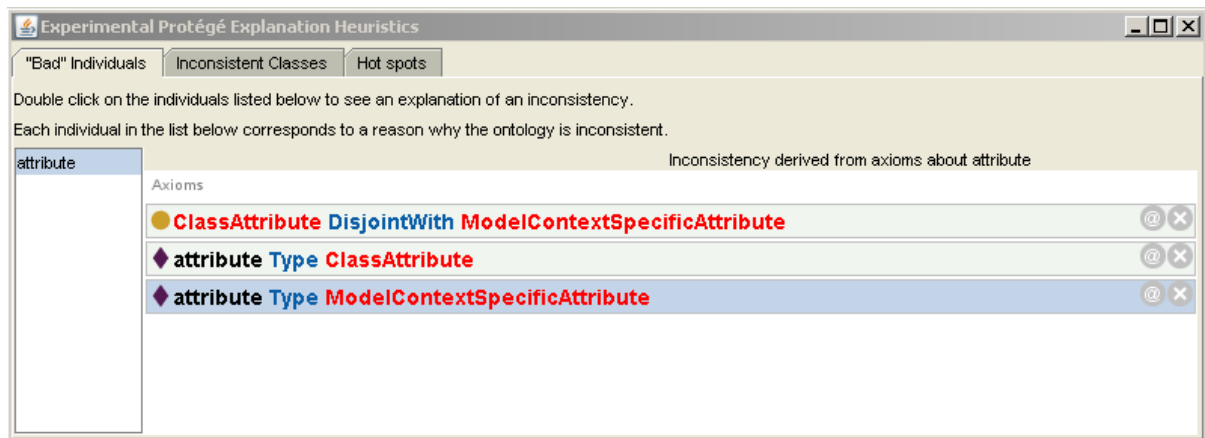 Experimental Protégé Explanation Heuristics
"Bad" Individuals Inconsistent Classes Hot spots
Double click on the individuals listed below to see an explanation of an inconsistency.
Each individual in the list below corresponds to a reason why the ontology is inconsistent.
attribute Inconsistency derived from axioms about attribute
Axioms
ClassAttribute DisjointWith ModelContextSpecificAttribute @
attribute Type ClassAttribute @
attribute Type ModelContextSpecificAttribute @